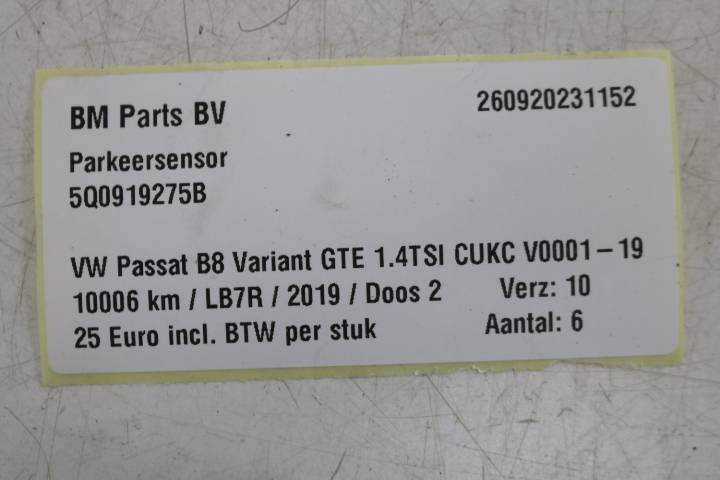 BM Parts BV 260920231152
Parkeersensor
5Q0919275B
VW Passat B8 Variant GTE 1.4TSI CUKC V0001-19
10006 km / LB7R / 2019 / Doos 2 Verz: 10
25 Euro incl. BTW per stuk Aantal: 6